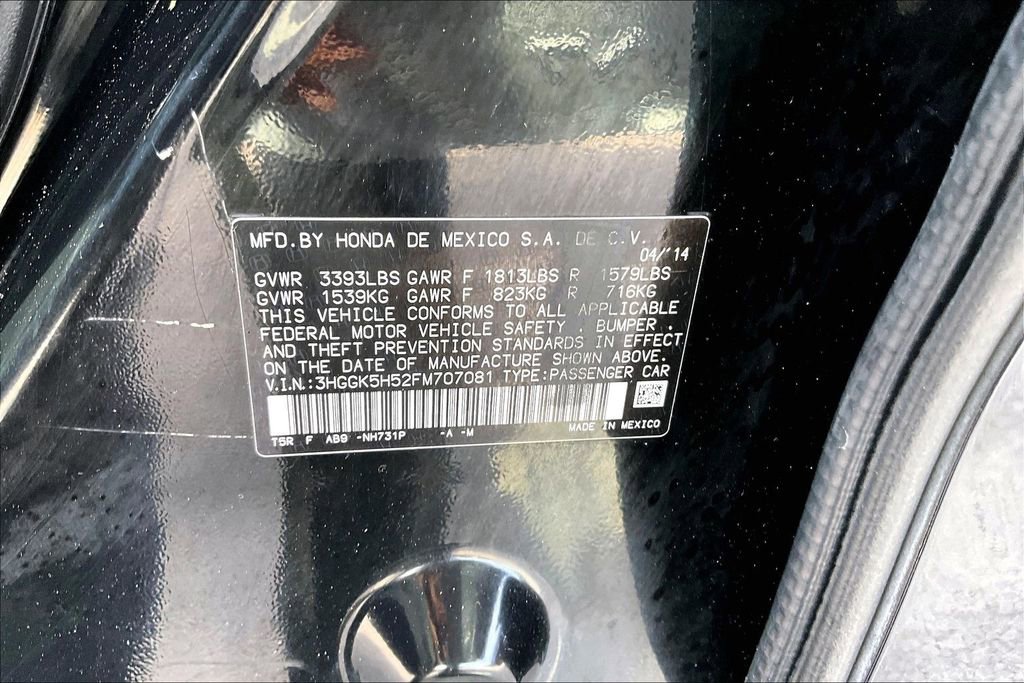 MFD.BY HONDA DE MEXICO S.A. DE C.V.
04/'14
GVWR 3393LBS GAWR F 1813LBS R 1579LBS
GVWR 1539KG GAWR F 823KG R 716KG
THIS VEHICLE CONFORMS TO ALL APPLICABLE
FEDERAL MOTOR VEHICLE SAFETY . BUMPER .
AND THEFT PREVENTION STANDARDS IN EFFECT
ON THE DATE OF MANUFACTURE SHOWN ABOVE.
V.I.N.:3HGGK5H52FM707081 TYPE:PASSENGER CAR
T5R F AB9 -NH731P -A -M MADE IN MEXICO